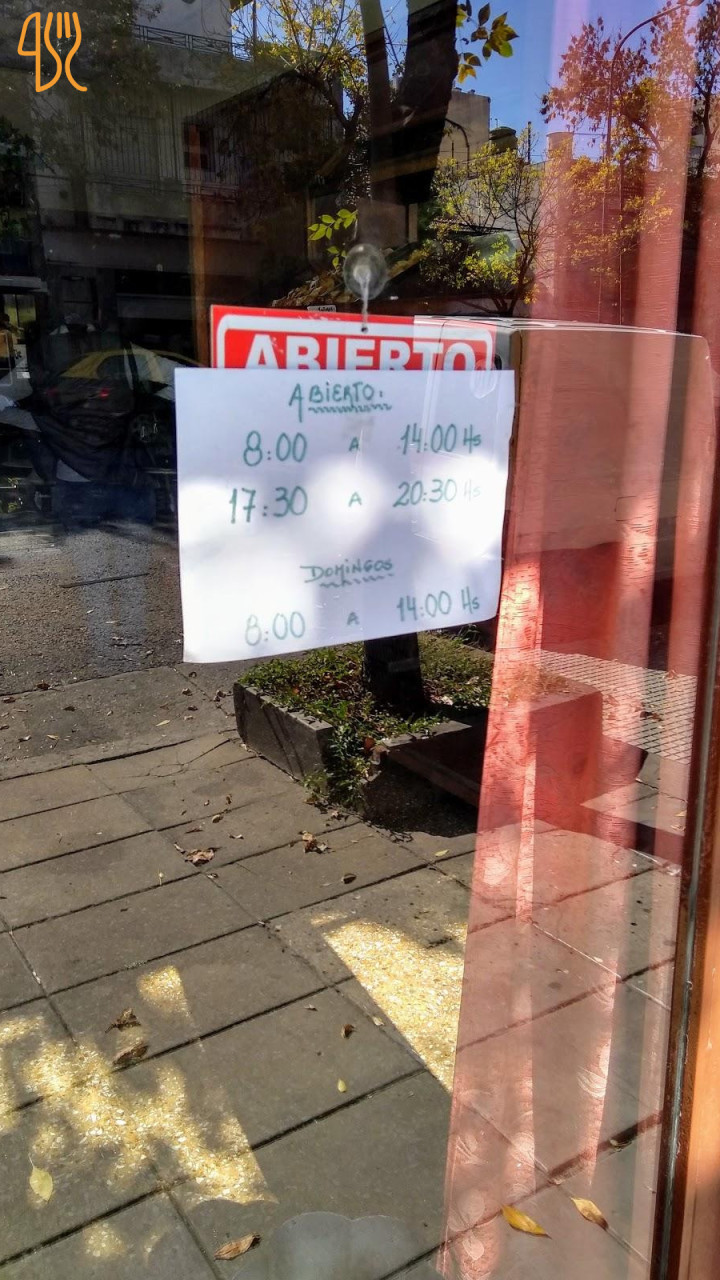 ABIERTO
ABIERTO.
8:00 A 14:00 Hs
17:30 A 20:30 Hs
DOMINGOS
8:00 A 14:00 Hs